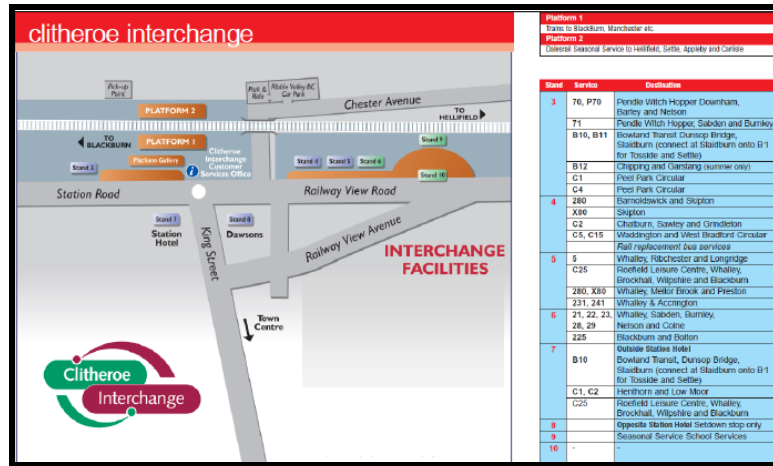 clitheroe interchange
Pick-up
Point
Park &
Ride
Ribble Valley BC
Car Park
Chester Avenue
PLATFORM 2
TO
HELLIFIELD
TO
BLACKBURN
PLATFORM 1
Platform Gallery
Clitheroe
Interchange
Customer
Services Office
Stand 3
Stand 4
Stand 5
Stand 6
Stand 9
Stand 10
Station Road
Railway View Road
Stand 7
Station
Hotel
Stand 8
Dawsons
King Street
Railway View Avenue
INTERCHANGE
FACILITIES
Town
Centre
Clitheroe
Interchange
Platform 1
Trains to Blackburn, Manchester etc.
Platform 2
Dalesrail Seasonal Service to Hellifield, Settle, Appleby and Carlisle
Stand Service Destination
3 70, P70 Pendle Witch Hopper Downham,
Barley and Nelson
71 Pendle Witch Hopper, Sabden and Burnley
B10, B11 Bowland Transit Dunsop Bridge,
Slaidburn (connect at Slaidburn onto B1
for Tosside and Settle)
B12 Chipping and Garstang (summer only)
C1 Peel Park Circular
C4 Peel Park Circular
4 280 Barnoldswick and Skipton
X80 Skipton
C2 Chatburn, Sawley and Grindleton
C5, C15 Waddington and West Bradford Circular
Rail replacement bus services
5 5 Whalley, Ribchester and Longridge
C25 Roefield Leisure Centre, Whalley,
Brockhall, Wilpshire and Blackburn
280, X80 Whalley, Mellor Brook and Preston
231, 241 Whalley & Accrington
6 21, 22, 23, Whalley, Sabden, Burnley,
28, 29 Nelson and Colne
225 Blackburn and Bolton
7 Outside Station Hotel
B10 Bowland Transit, Dunsop Bridge,
Slaidburn (connect at Slaidburn onto B1
for Tosside and Settle)
C1, C2 Henthorn and Low Moor
C25 Roefield Leisure Centre, Whalley,
Brockhall, Wilpshire and Blackburn
8 Opposite Station Hotel Setdown stop only
9 Seasonal Service School Services
10 - -